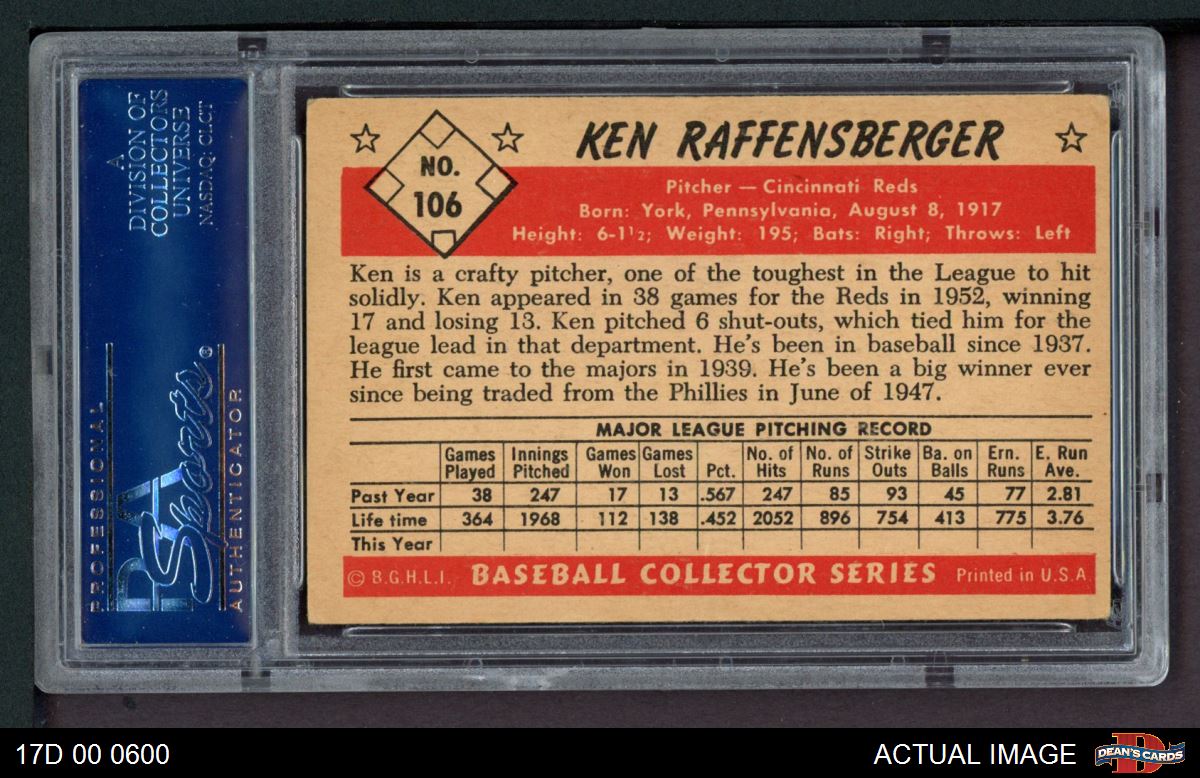 A
DIVISION OF
COLLECTORS
UNIVERSE
NASDAQ: CLCT
PROFESSIONAL
PSA
Sports®
AUTHENTICATOR
NO.
106
KEN RAFFENSBERGER
Pitcher — Cincinnati Reds
Born: York, Pennsylvania, August 8, 1917
Height: 6-1½; Weight: 195; Bats: Right; Throws: Left
Ken is a crafty pitcher, one of the toughest in the League to hit
solidly. Ken appeared in 38 games for the Reds in 1952, winning
17 and losing 13. Ken pitched 6 shut-outs, which tied him for the
league lead in that department. He's been in baseball since 1937.
He first came to the majors in 1939. He's been a big winner ever
since being traded from the Phillies in June of 1947.
MAJOR LEAGUE PITCHING RECORD
Games Innings Games Games No. of No. of Strike Ba. on Ern. E. Run
Played Pitched Won Lost Pct. Hits Runs Outs Balls Runs Ave.
Past Year 38 247 17 13 .567 247 85 93 45 77 2.81
Life time 364 1968 112 138 .452 2052 896 754 413 775 3.76
This Year
© B.G.H.L.I. BASEBALL COLLECTOR SERIES Printed in U.S.A.
17D 00 0600
ACTUAL IMAGE
D
DEAN'S CARDS